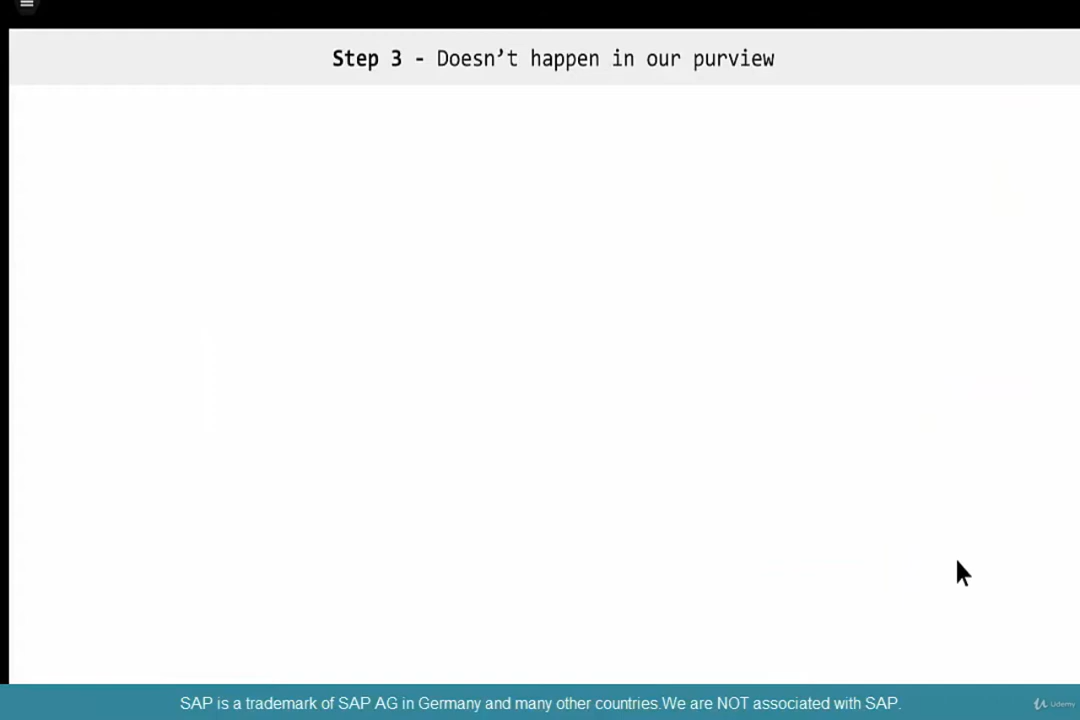 Step 3 - Doesn’t happen in our purview
SAP is a trademark of SAP AG in Germany and many other countries.We are NOT associated with SAP.
Udemy